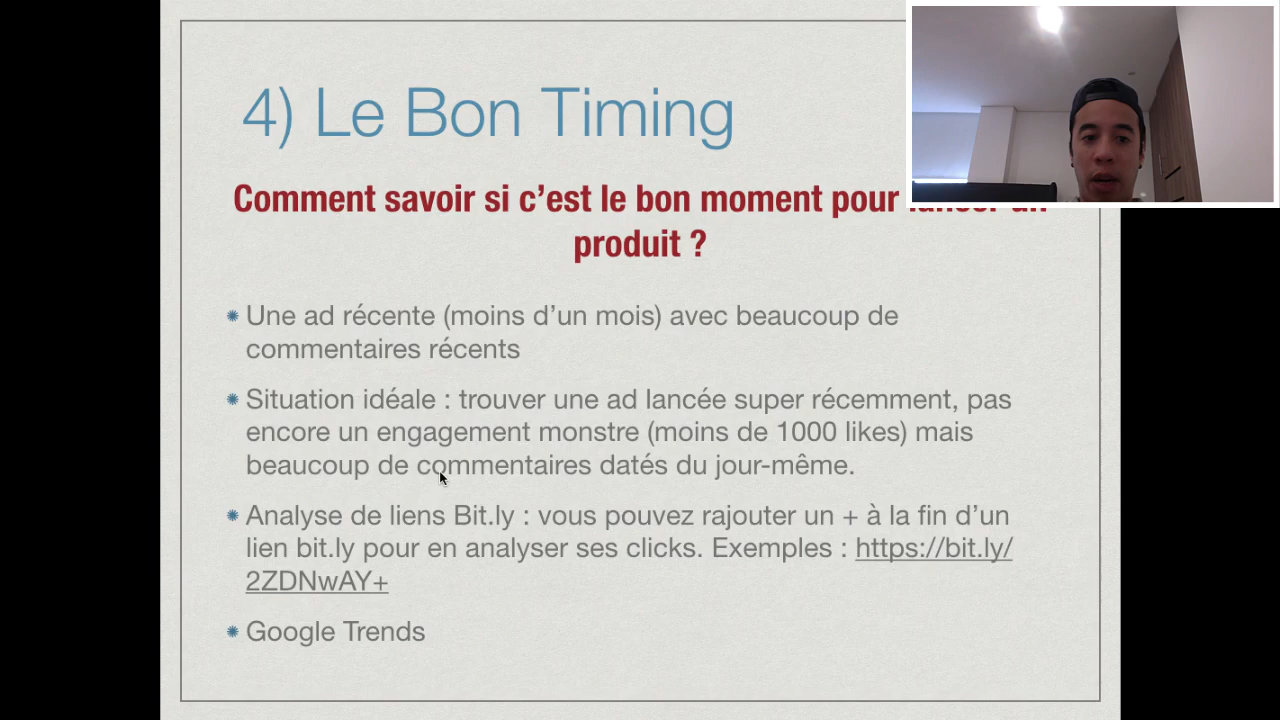 4) Le Bon Timing
Comment savoir si c’est le bon moment pour
produit ?
Une ad récente (moins d’un mois) avec beaucoup de
commentaires récents
Situation idéale : trouver une ad lancée super récemment, pas
encore un engagement monstre (moins de 1000 likes) mais
beaucoup de commentaires datés du jour-même.
Analyse de liens Bit.ly : vous pouvez rajouter un + à la fin d’un
lien bit.ly pour en analyser ses clicks. Exemples : https://bit.ly/
2ZDNwAY+
Google Trends